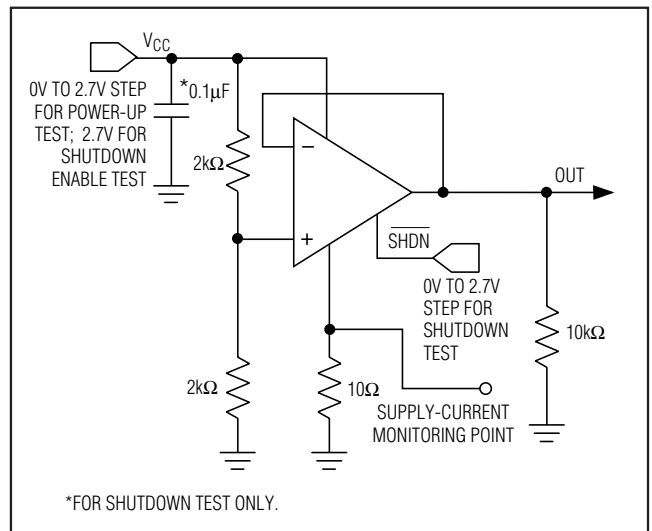 VCC
0V TO 2.7V STEP
FOR POWER-UP
TEST; 2.7V FOR
SHUTDOWN
ENABLE TEST
*0.1μF
2kΩ
−
+
OUT
SHDN
0V TO 2.7V
STEP FOR
SHUTDOWN
TEST
10kΩ
2kΩ
10Ω
SUPPLY-CURRENT
MONITORING POINT
*FOR SHUTDOWN TEST ONLY.